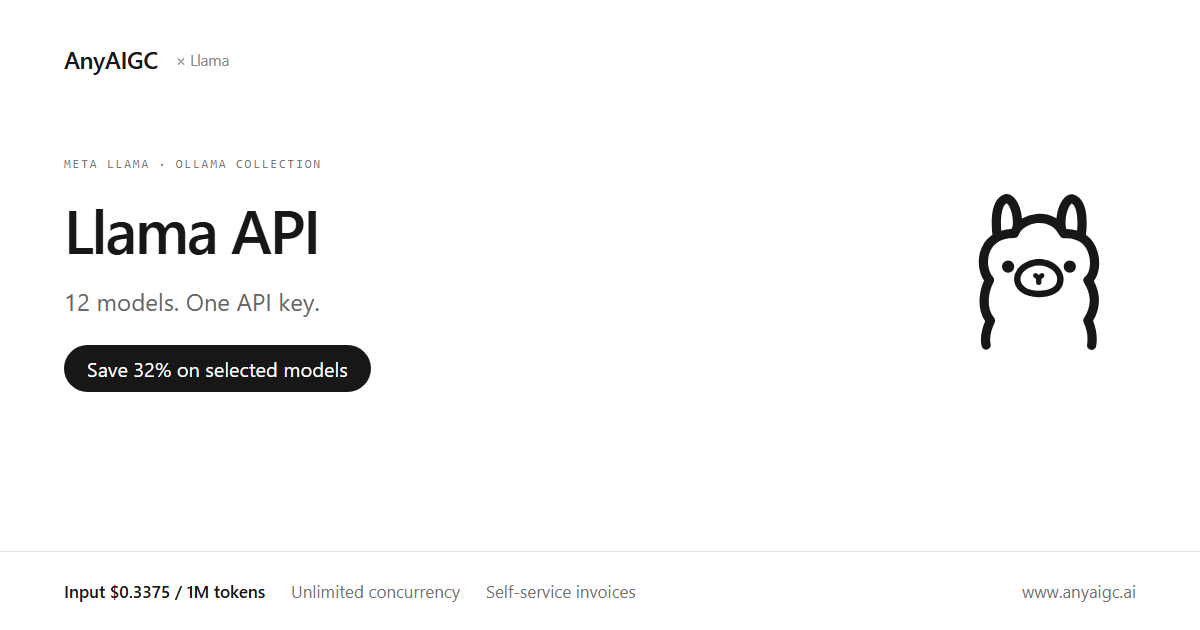 AnyAIGC × Llama
META LLAMA · OLLAMA COLLECTION
Llama API
12 models. One API key.
Save 32% on selected models
Input $0.3375 / 1M tokens Unlimited concurrency Self-service invoices www.anyaigc.ai